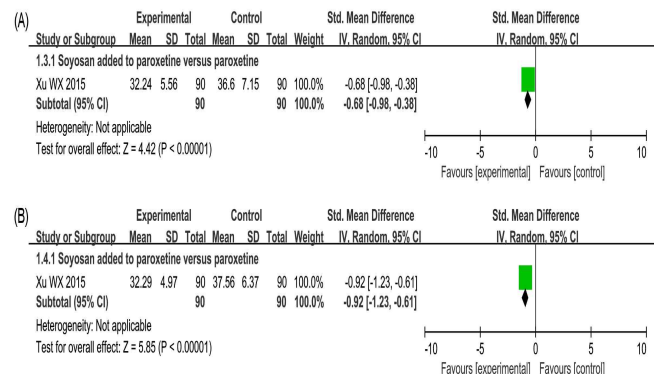 (A)
Experimental Control Std. Mean Difference Std. Mean Difference
Study or Subgroup Mean SD Total Mean SD Total Weight IV. Random. 95% CI IV. Random. 95% CI
1.3.1 Soyosan added to paroxetine versus paroxetine
Xu WX 2015 32.24 5.56 90 36.6 7.15 90 100.0% -0.68 [-0.98, -0.38]
Subtotal (95% CI) 90 90 100.0% -0.68 [-0.98, -0.38]
Heterogeneity: Not applicable
Test for overall effect: Z = 4.42 (P < 0.00001)
-10 -5 0 5 10
Favours [experimental] Favours [control]
(B)
Experimental Control Std. Mean Difference Std. Mean Difference
Study or Subgroup Mean SD Total Mean SD Total Weight IV. Random. 95% CI IV. Random. 95% CI
1.4.1 Soyosan added to paroxetine versus paroxetine
Xu WX 2015 32.29 4.97 90 37.56 6.37 90 100.0% -0.92 [-1.23, -0.61]
Subtotal (95% CI) 90 90 100.0% -0.92 [-1.23, -0.61]
Heterogeneity: Not applicable
Test for overall effect: Z = 5.85 (P < 0.00001)
-10 -5 0 5 10
Favours [experimental] Favours [control]